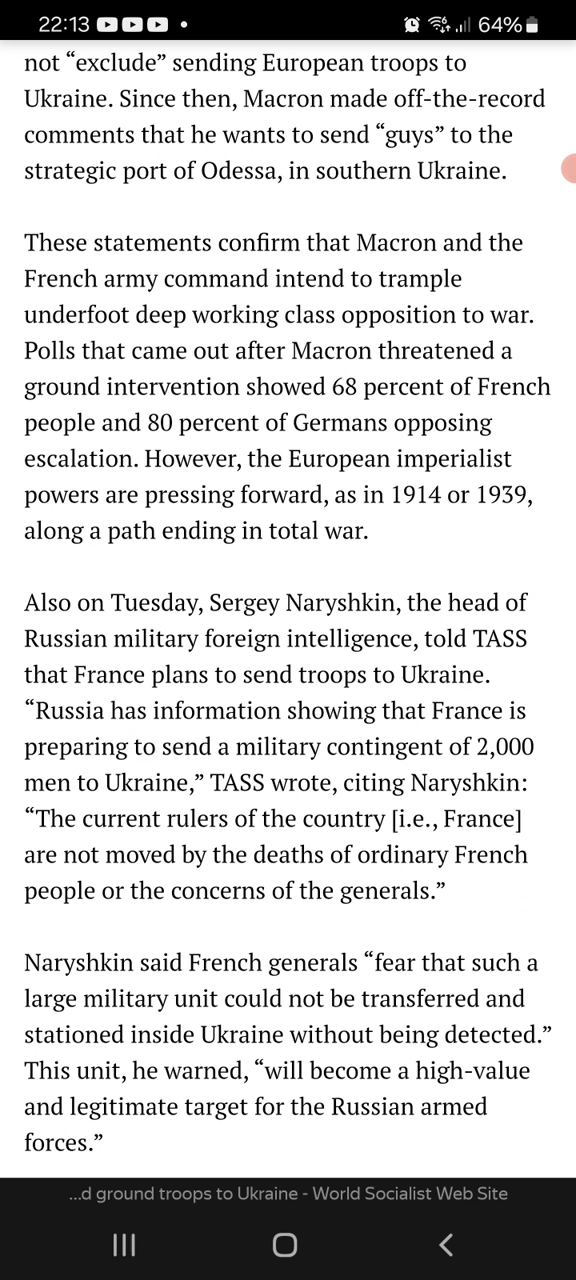 22:13
64%
not “exclude” sending European troops to
Ukraine. Since then, Macron made off-the-record
comments that he wants to send “guys” to the
strategic port of Odessa, in southern Ukraine.
These statements confirm that Macron and the
French army command intend to trample
underfoot deep working class opposition to war.
Polls that came out after Macron threatened a
ground intervention showed 68 percent of French
people and 80 percent of Germans opposing
escalation. However, the European imperialist
powers are pressing forward, as in 1914 or 1939,
along a path ending in total war.
Also on Tuesday, Sergey Naryshkin, the head of
Russian military foreign intelligence, told TASS
that France plans to send troops to Ukraine.
“Russia has information showing that France is
preparing to send a military contingent of 2,000
men to Ukraine,” TASS wrote, citing Naryshkin:
“The current rulers of the country [i.e., France]
are not moved by the deaths of ordinary French
people or the concerns of the generals.”
Naryshkin said French generals “fear that such a
large military unit could not be transferred and
stationed inside Ukraine without being detected.”
This unit, he warned, “will become a high-value
and legitimate target for the Russian armed
forces.”
...d ground troops to Ukraine - World Socialist Web Site